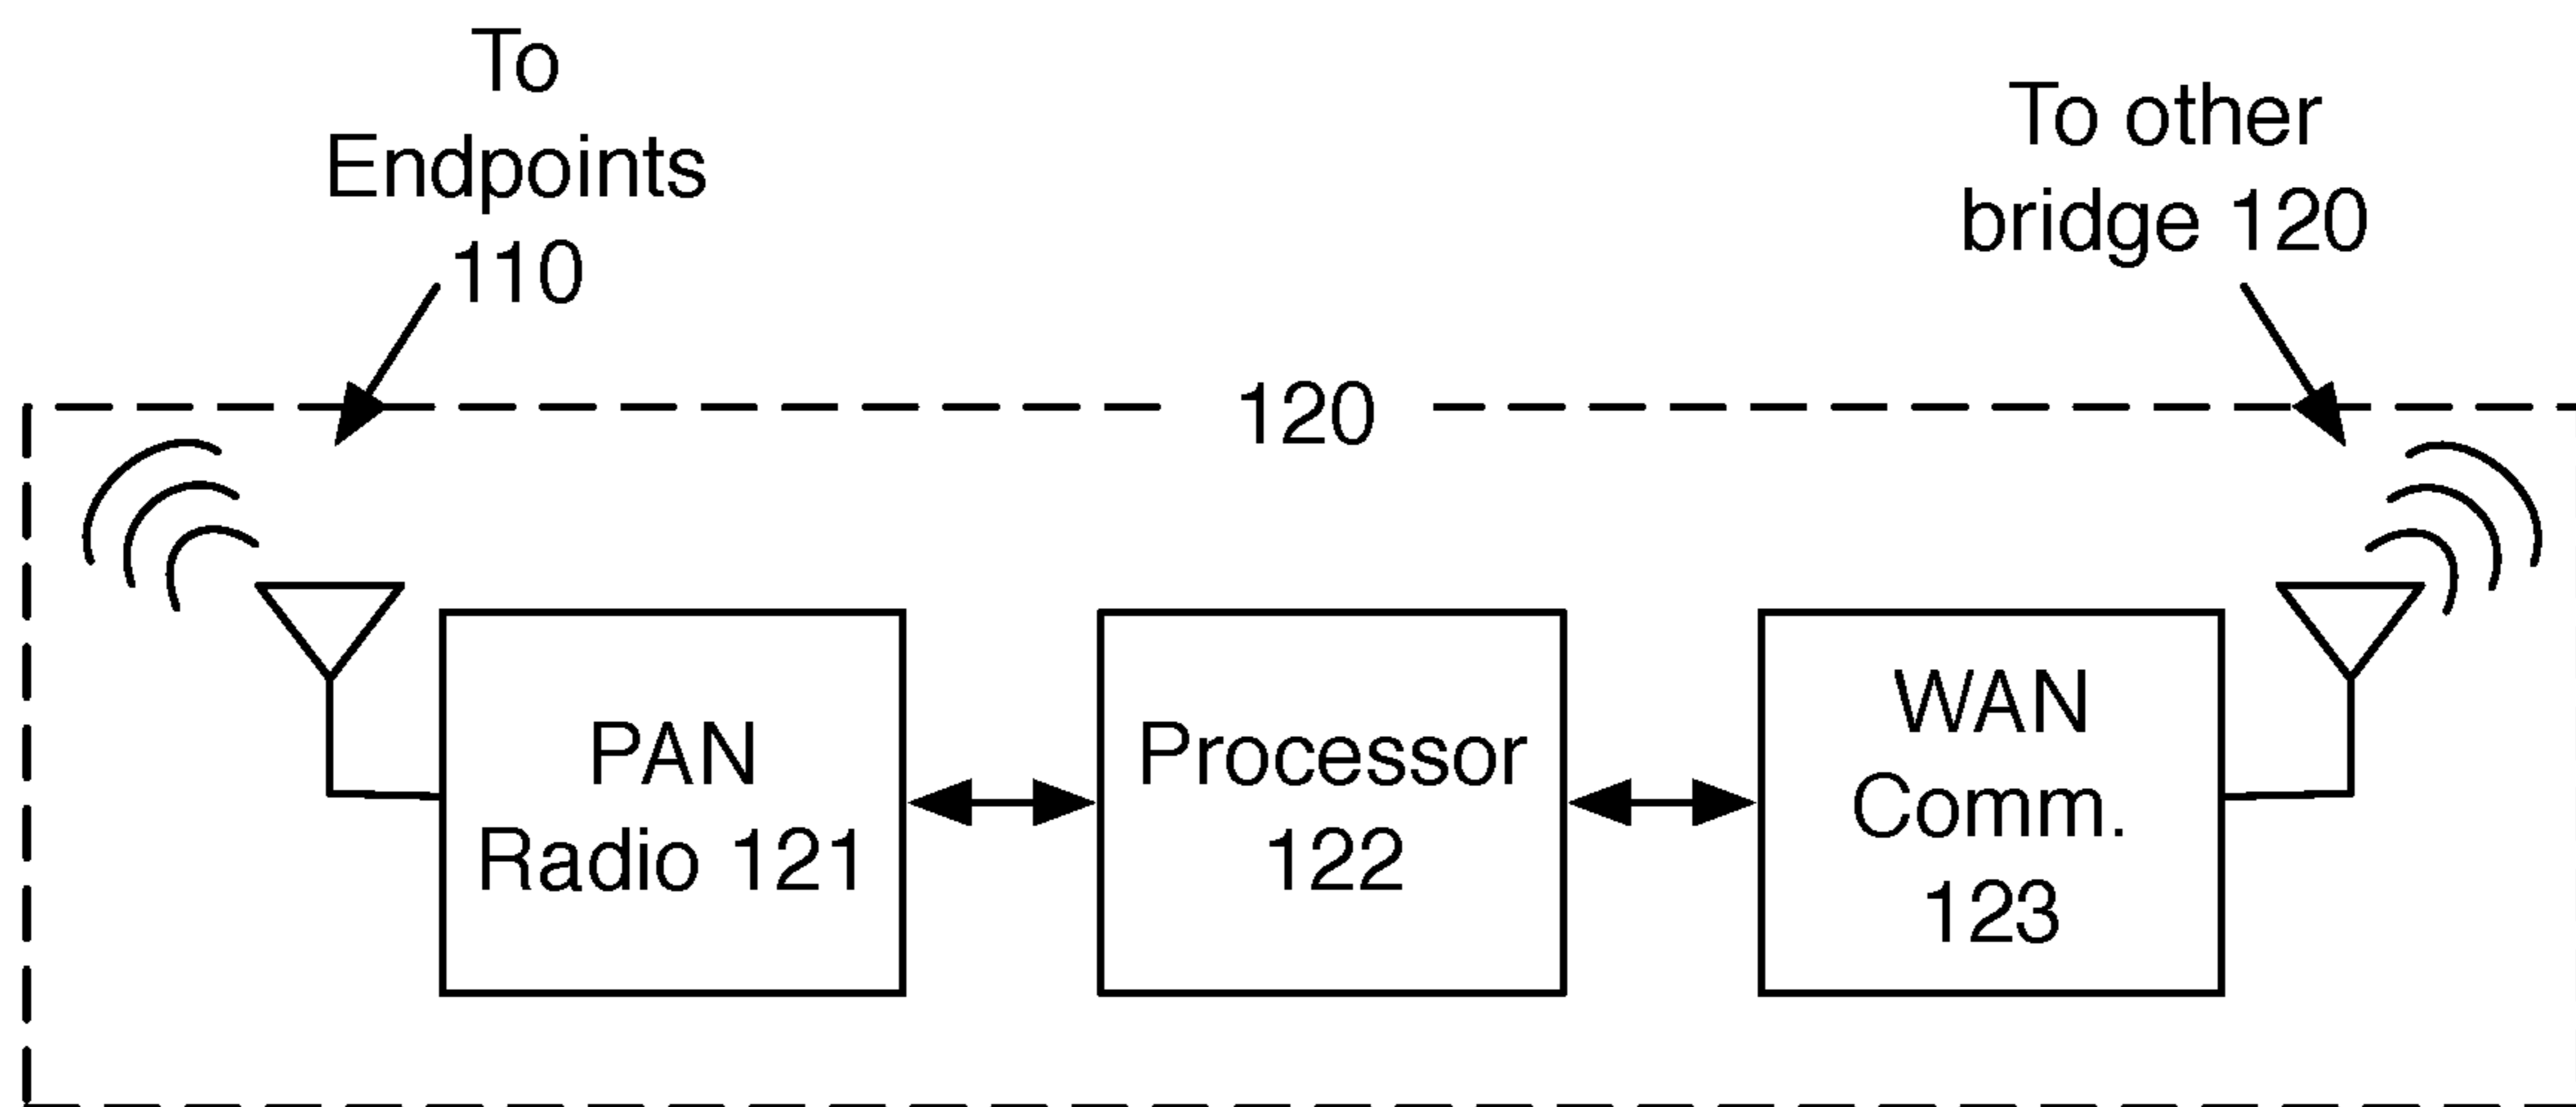 To
Endpoints
110
To other
bridge 120
120
PAN
Radio 121
Processor
122
WAN
Comm.
123